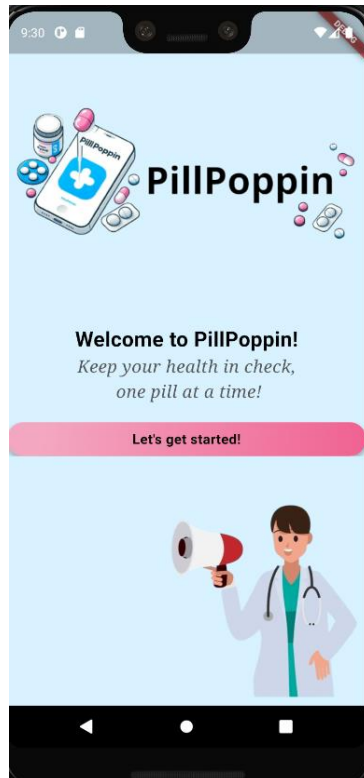 9:30
DEBUG
PillPoppin
PillPoppin
Welcome to PillPoppin!
Keep your health in check,
one pill at a time!
Let's get started!